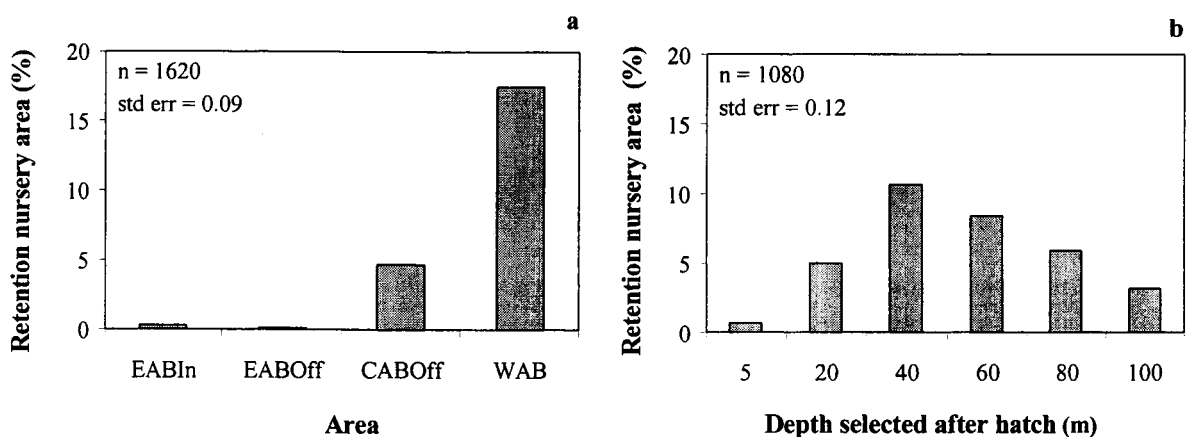 a
Retention nursery area (%)
20
15
10
5
0
n = 1620
std err = 0.09
EABIn EABOff CABOff WAB
Area
b
Retention nursery area (%)
20
15
10
5
0
n = 1080
std err = 0.12
5 20 40 60 80 100
Depth selected after hatch (m)